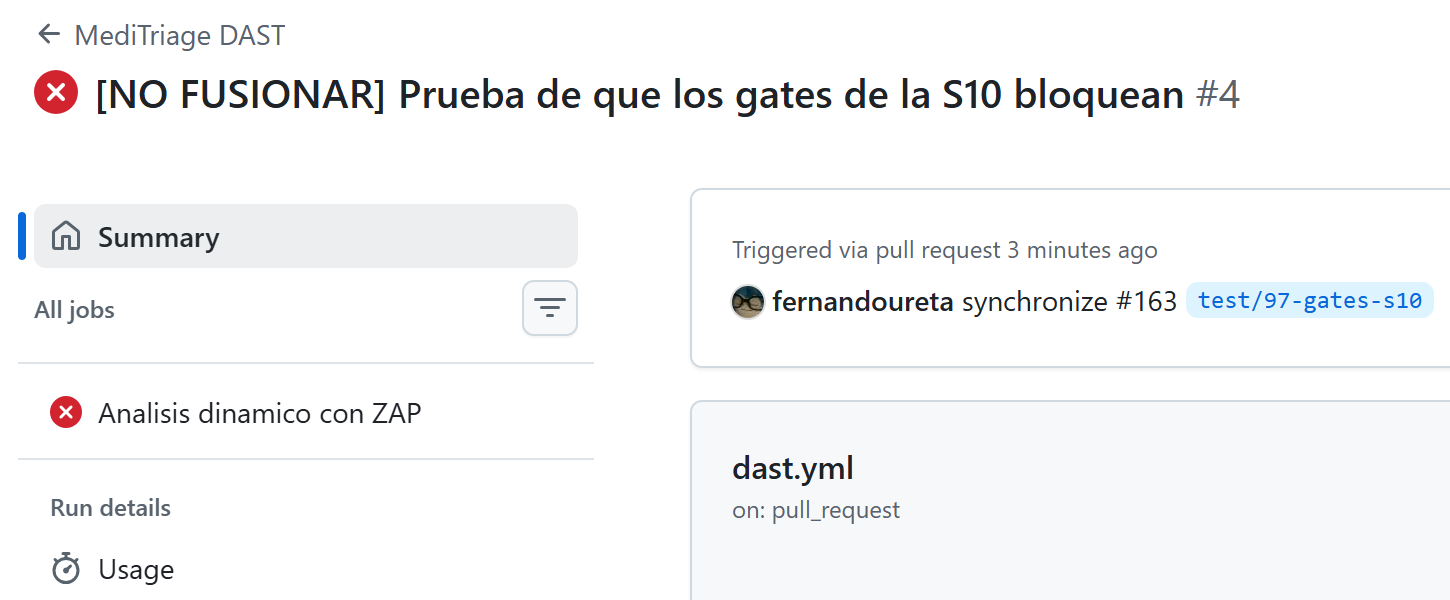 MediTriage DAST
[NO FUSIONAR] Prueba de que los gates de la S10 bloquean #4
Summary
All jobs
Analisis dinamico con ZAP
Run details
Usage
Triggered via pull request 3 minutes ago
fernandoureta synchronize #163 test/97-gates-s10
dast.yml
on: pull_request